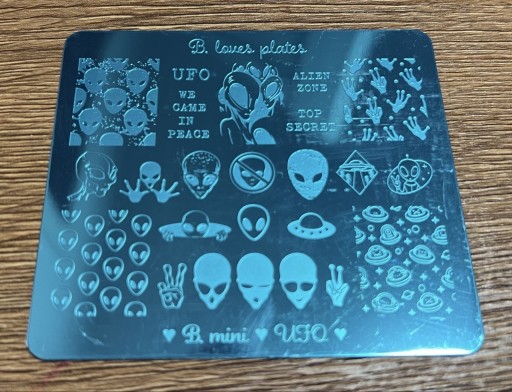 B. loves plates
UFO
WE
CAME
IN
PEACE
ALIEN
ZONE
TOP
SECRET
♥ B. mini ♥ UFO ♥